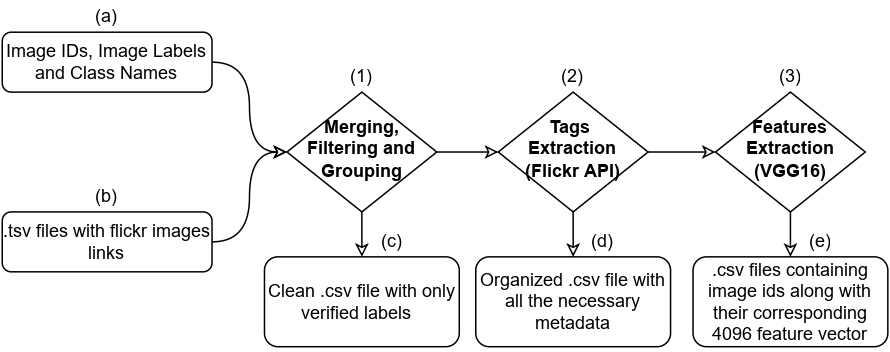 (a)
Image IDs, Image Labels
and Class Names
(b)
.tsv files with flickr images
links
(1)
Merging,
Filtering and
Grouping
(2)
Tags
Extraction
(Flickr API)
(3)
Features
Extraction
(VGG16)
(c)
Clean .csv file with only
verified labels
(d)
Organized .csv file with
all the necessary
metadata
(e)
.csv files containing
image ids along with
their corresponding
4096 feature vector